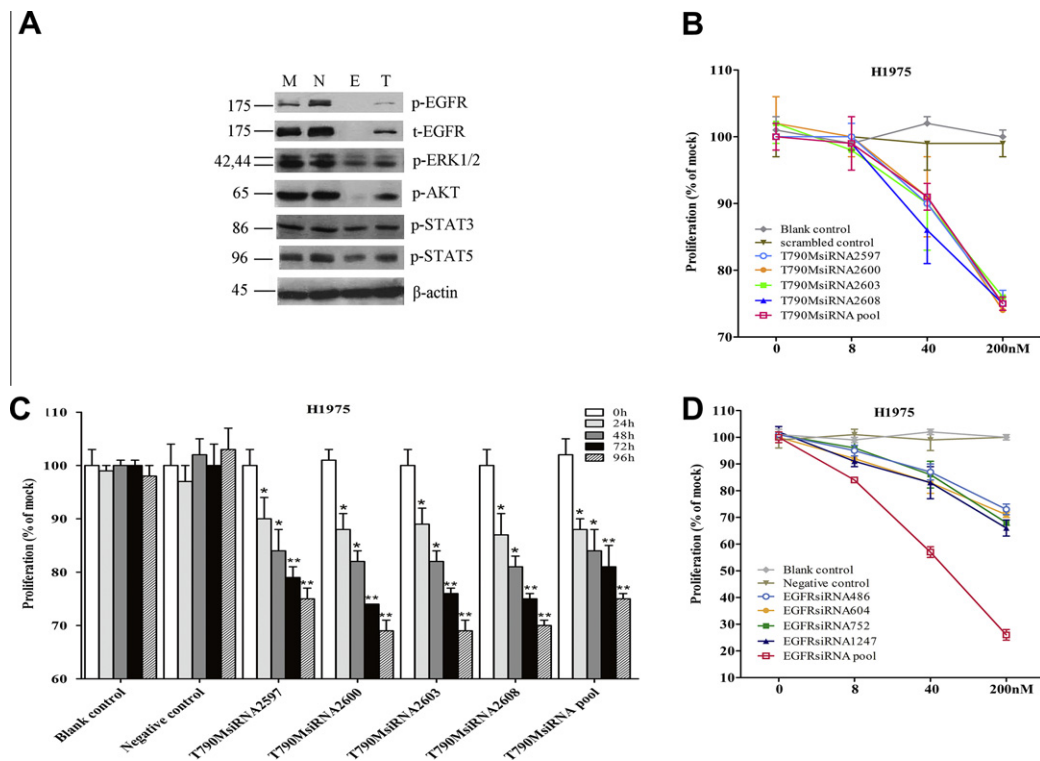 A
M N E T
175 p-EGFR
175 t-EGFR
42,44 p-ERK1/2
65 p-AKT
86 p-STAT3
96 p-STAT5
45 β-actin
B
H1975
Proliferation (% of mock)
110
100
90
80
70
Blank control
scrambled control
T790MsiRNA2597
T790MsiRNA2600
T790MsiRNA2603
T790MsiRNA2608
T790MsiRNA pool
0 8 40 200nM
C
H1975
Proliferation (% of mock)
110
100
90
80
70
60
0h
24h
48h
72h
96h
* * ** **
* * ** **
* * ** **
* * ** **
* * ** **
Blank control
Negative control
T790MsiRNA2597
T790MsiRNA2600
T790MsiRNA2603
T790MsiRNA2608
T790MsiRNA pool
D
H1975
Proliferation (% of mock)
110
100
90
80
70
60
50
40
30
20
10
Blank control
Negative control
EGFRsiRNA486
EGFRsiRNA604
EGFRsiRNA752
EGFRsiRNA1247
EGFRsiRNA pool
0 8 40 200nM